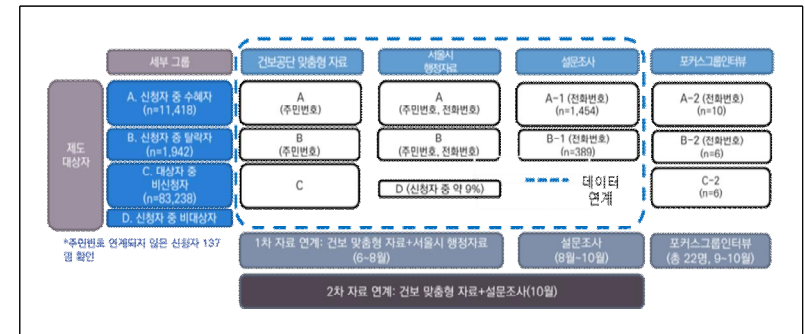 세부 그룹
건보공단 맞춤형 자료
서울시
행정자료
설문조사
포커스그룹인터뷰
제도
대상자
A. 신청자 중 수혜자
(n=11,418)
A
(주민번호)
A
(주민번호, 전화번호)
A-1 (전화번호)
(n=1,454)
A-2 (전화번호)
(n=10)
B. 신청자 중 탈락자
(n=1,942)
B
(주민번호)
B
(주민번호, 전화번호)
B-1 (전화번호)
(n=389)
B-2 (전화번호)
(n=6)
C. 대상자 중
비신청자
(n=83,238)
C
D (신청자 중 약 9%)
데이터
연계
C-2
(n=6)
D. 신청자 중 비대상자
*주민번호 연계되지 않은 신청자 137
명 확인
1차 자료 연계: 건보 맞춤형 자료+서울시 행정자료
(6~8월)
설문조사
(8월~10월)
포커스그룹인터뷰
(총 22명, 9~10월)
2차 자료 연계: 건보 맞춤형 자료+설문조사(10월)